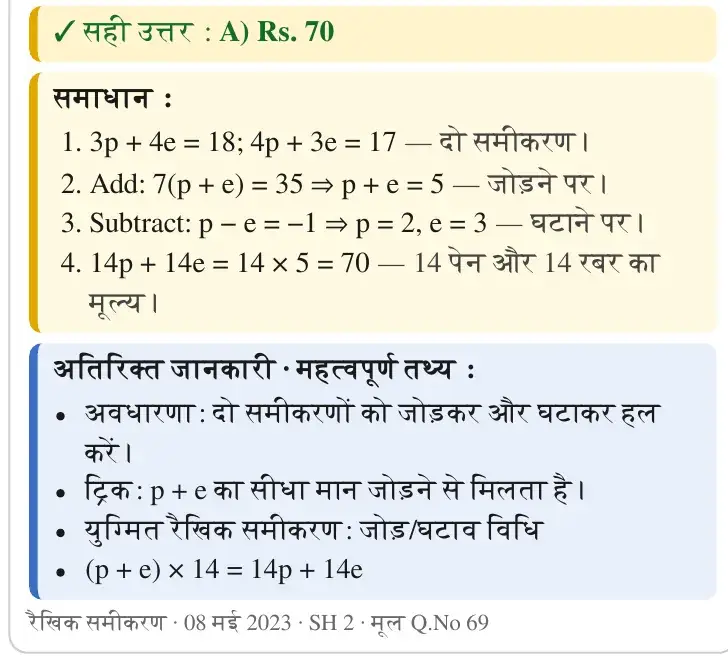 ✓ सही उत्तर : A) Rs. 70
समाधान :
1. 3p + 4e = 18; 4p + 3e = 17 — दो समीकरण।
2. Add: 7(p + e) = 35 ⇒ p + e = 5 — जोड़ने पर।
3. Subtract: p − e = −1 ⇒ p = 2, e = 3 — घटाने पर।
4. 14p + 14e = 14 × 5 = 70 — 14 पेन और 14 रबर का
मूल्य।
अतिरिक्त जानकारी · महत्वपूर्ण तथ्य :
• अवधारणा : दो समीकरणों को जोड़कर और घटाकर हल
करें।
• ट्रिक : p + e का सीधा मान जोड़ने से मिलता है।
• युग्मित रैखिक समीकरण : जोड़/घटाव विधि
• (p + e) × 14 = 14p + 14e
रैखिक समीकरण · 08 मई 2023 · SH 2 · मूल Q.No 69